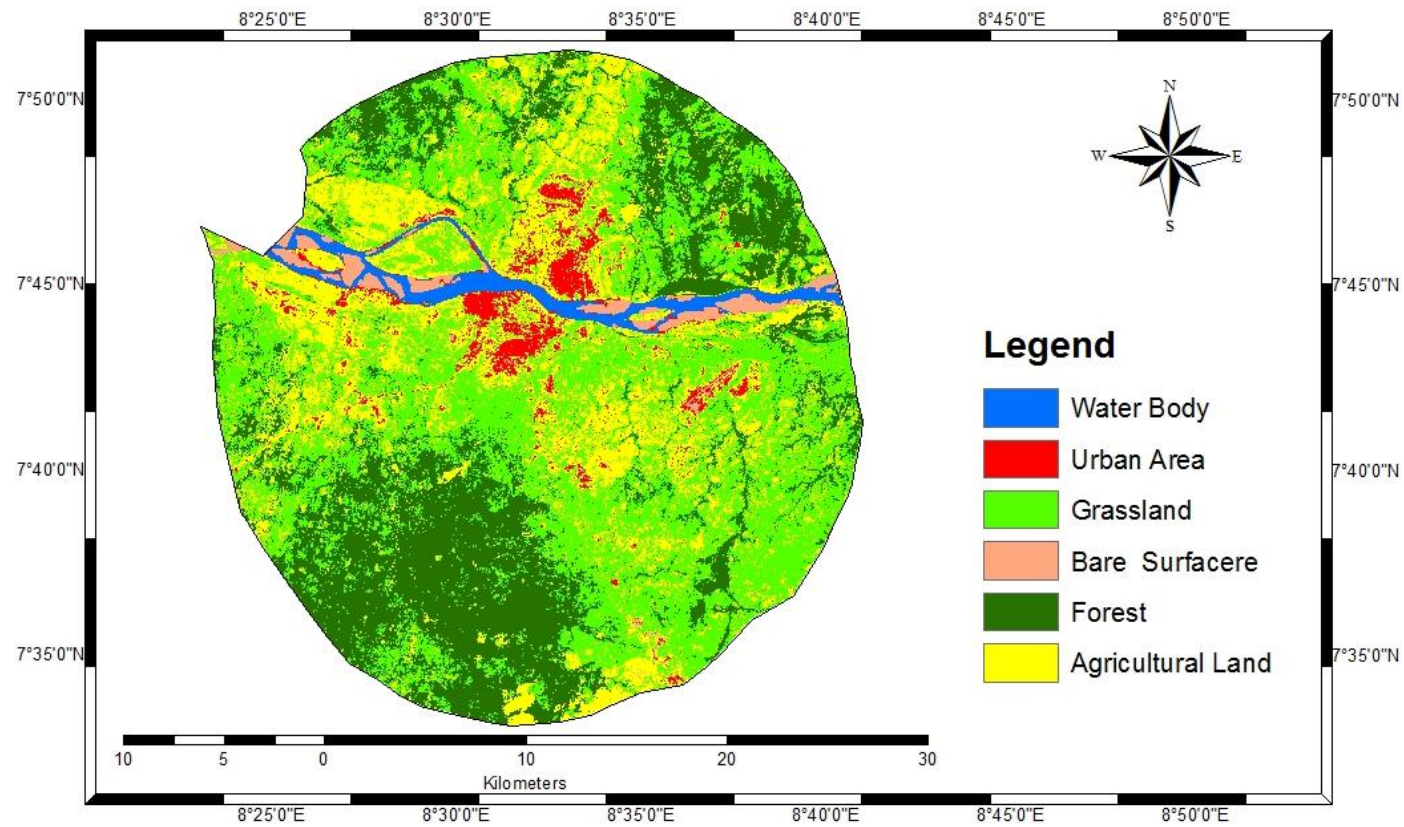 8°25'0"E 8°30'0"E 8°35'0"E 8°40'0"E 8°45'0"E 8°50'0"E
7°50'0"N 7°50'0"N
N
W E
S
7°45'0"N 7°45'0"N
Legend
Water Body
Urban Area
Grassland
7°40'0"N 7°40'0"N
Bare Surfacere
Forest
7°35'0"N 7°35'0"N
Agricultural Land
10 5 0 10 20 30
Kilometers
8°25'0"E 8°30'0"E 8°35'0"E 8°40'0"E 8°45'0"E 8°50'0"E